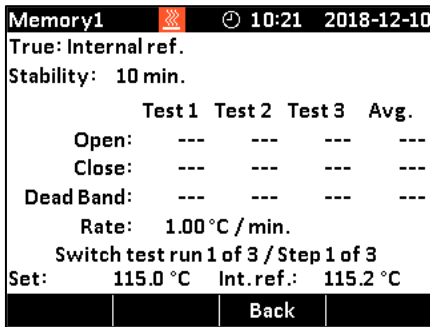 Memory1 10:21 2018-12-10
True: Internal ref.
Stability: 10 min.
Test 1 Test 2 Test 3 Avg.
Open: --- --- --- ---
Close: --- --- --- ---
Dead Band: --- --- --- ---
Rate: 1.00 °C / min.
Switch test run 1 of 3 / Step 1 of 3
Set: 115.0 °C Int. ref.: 115.2 °C
Back